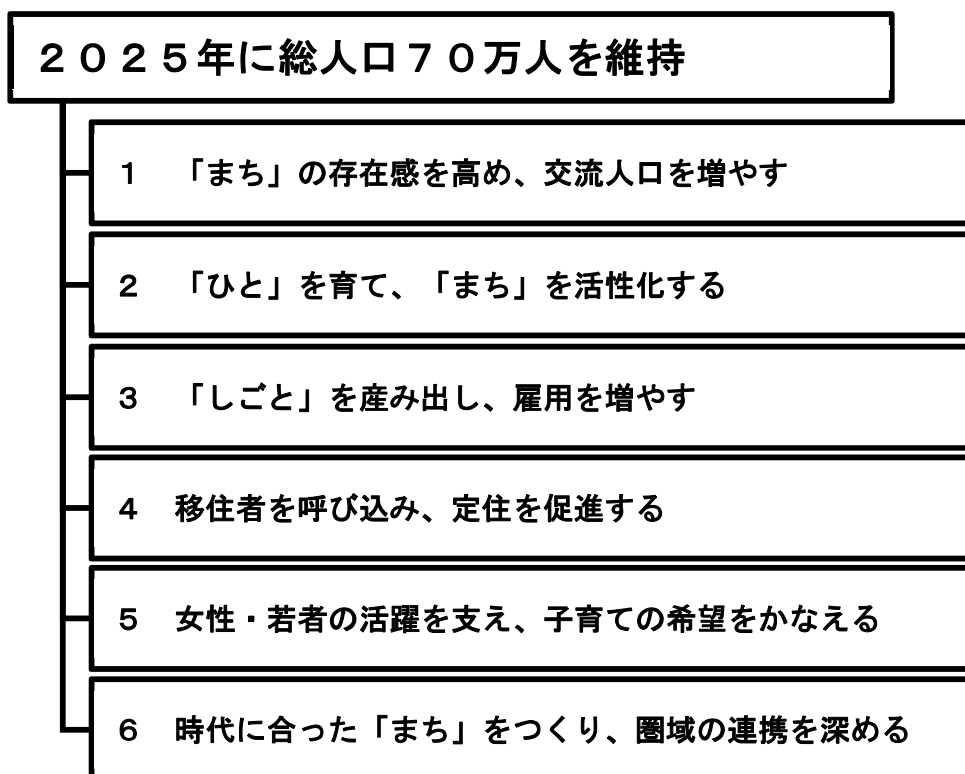 ２０２５年に総人口７０万人を維持
１　「まち」の存在感を高め、交流人口を増やす
２　「ひと」を育て、「まち」を活性化する
３　「しごと」を産み出し、雇用を増やす
４　移住者を呼び込み、定住を促進する
５　女性・若者の活躍を支え、子育ての希望をかなえる
６　時代に合った「まち」をつくり、圏域の連携を深める